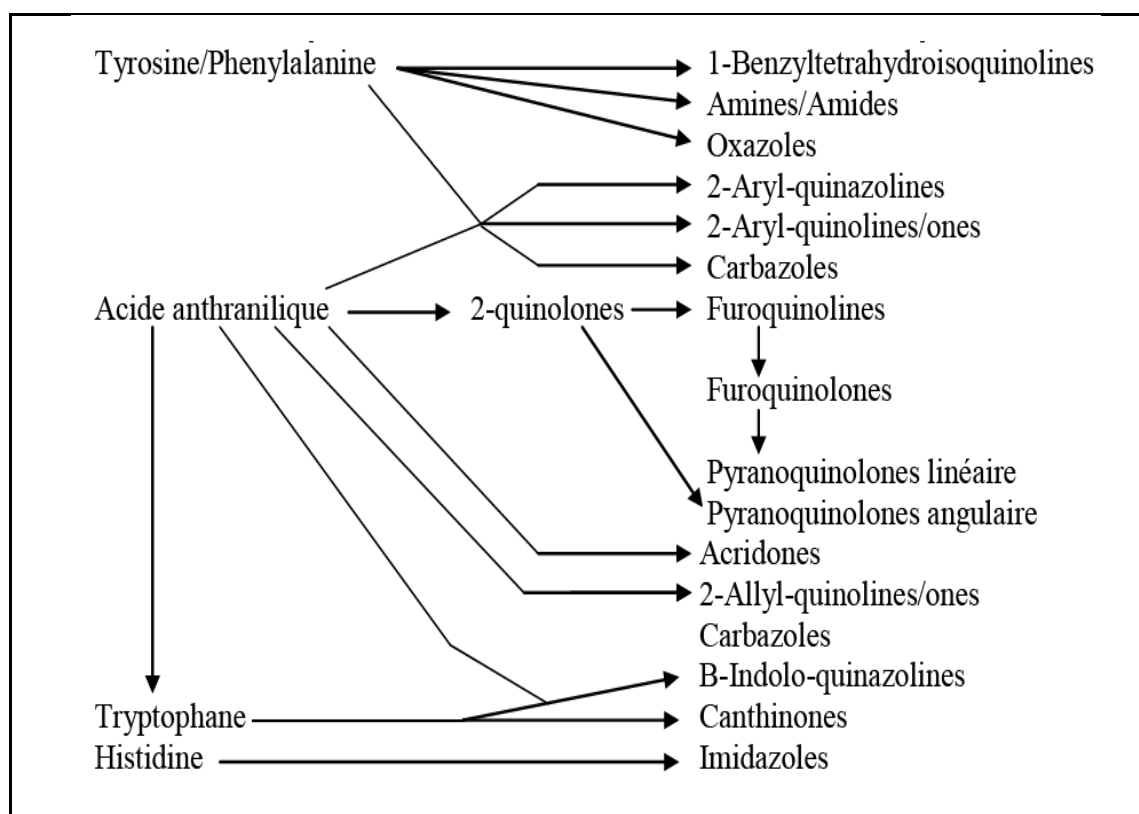 Tyrosine/Phenylalanine
1-Benzyltetrahydroisoquinolines
Amines/Amides
Oxazoles
2-Aryl-quinazolines
2-Aryl-quinolines/ones
Carbazoles
Acide anthranilique
2-quinolones
Furoquinolines
Furoquinolones
Pyranoquinolones linéaire
Pyranoquinolones angulaire
Acridones
2-Allyl-quinolines/ones
Carbazoles
B-Indolo-quinazolines
Tryptophane
Canthinones
Histidine
Imidazoles